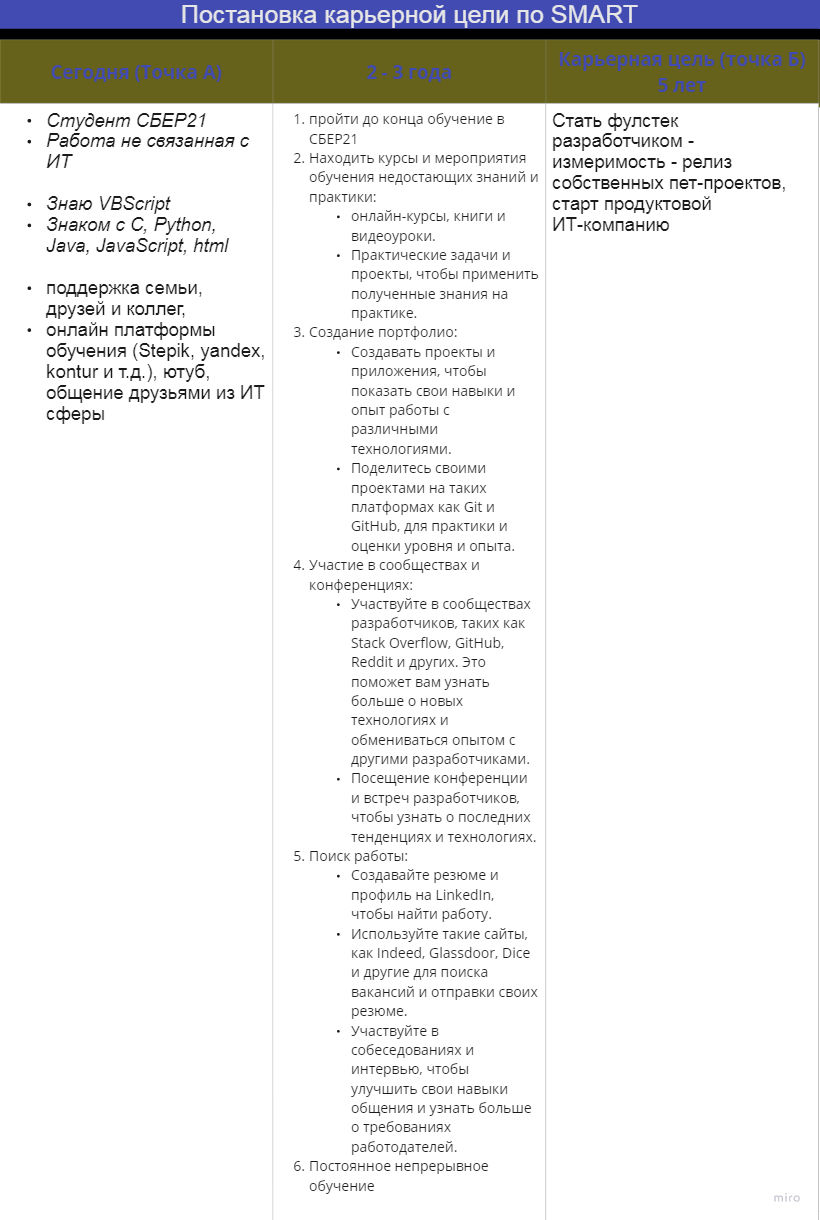 Постановка карьерной цели по SMART
Сегодня (Точка А)
2 - 3 года
Карьерная цель (точка Б)
5 лет
• Студент СБЕР21
• Работа не связанная с
ИТ
• Знаю VBScript
• Знаком с С, Python,
Java, JavaScript, html
• поддержка семьи,
друзей и коллег,
• онлайн платформы
обучения (Stepik, yandex,
kontur и т.д.), ютуб,
общение друзьями из ИТ
сферы
1. пройти до конца обучение в
СБЕР21
2. Находить курсы и мероприятия
обучения недостающих знаний и
практики:
• онлайн-курсы, книги и
видеоуроки.
• Практические задачи и
проекты, чтобы применить
полученные знания на
практике.
3. Создание портфолио:
• Создавать проекты и
приложения, чтобы
показать свои навыки и
опыт работы с
различными
технологиями.
• Поделитесь своими
проектами на таких
платформах как Git и
GitHub, для практики и
оценки уровня и опыта.
4. Участие в сообществах и
конференциях:
• Участвуйте в сообществах
разработчиков, таких как
Stack Overflow, GitHub,
Reddit и других. Это
поможет вам узнать
больше о новых
технологиях и
обмениваться опытом с
другими разработчиками.
• Посещение конференции
и встреч разработчиков,
чтобы узнать о последних
тенденциях и технологиях.
5. Поиск работы:
• Создавайте резюме и
профиль на LinkedIn,
чтобы найти работу.
• Используйте такие сайты,
как Indeed, Glassdoor, Dice
и другие для поиска
вакансий и отправки своих
резюме.
• Участвуйте в
собеседованиях и
интервью, чтобы
улучшить свои навыки
общения и узнать больше
о требованиях
работодателей.
6. Постоянное непрерывное
обучение
Стать фулстек
разработчиком -
измеримость - релиз
собственных пет-проектов,
старт продуктовой
ИТ-компанию
miro